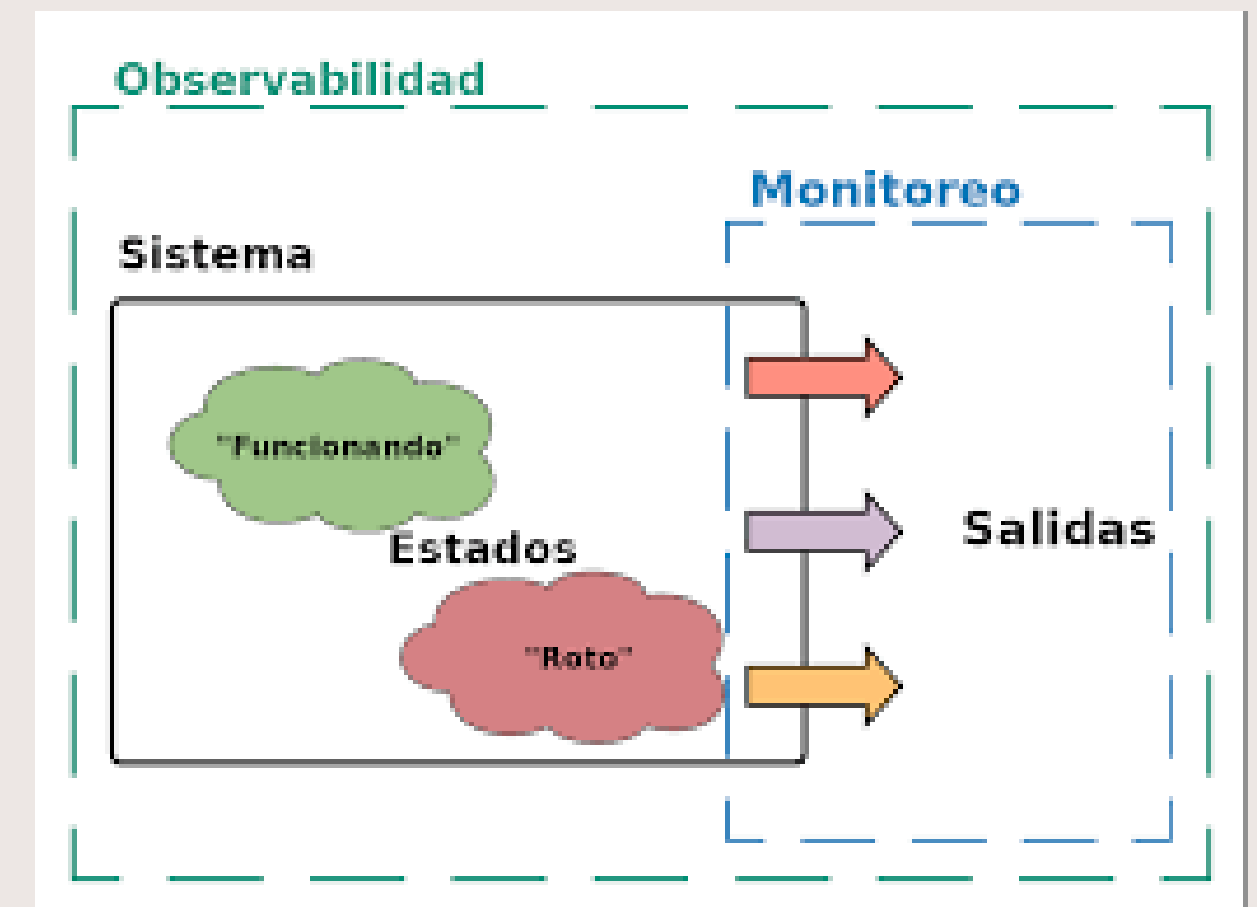 Observabilidad
Monitoreo
Sistema
"Funcionando"
Estados
Salidas
"Roto"